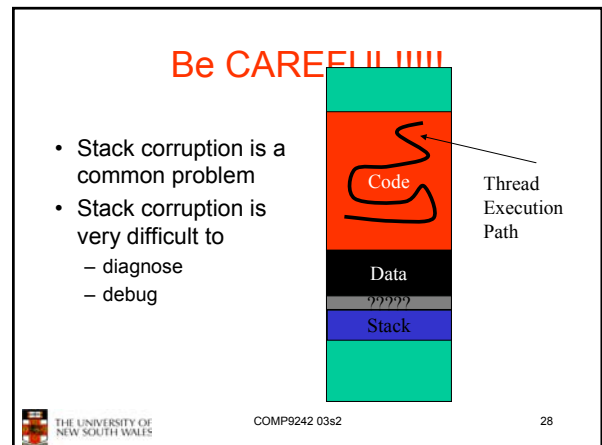 Be CAREFUL!!!!!
• Stack corruption is a
common problem
• Stack corruption is
very difficult to
– diagnose
– debug
Code
Data
?????
Stack
Thread
Execution
Path
THE UNIVERSITY OF
NEW SOUTH WALES
COMP9242 03s2
28